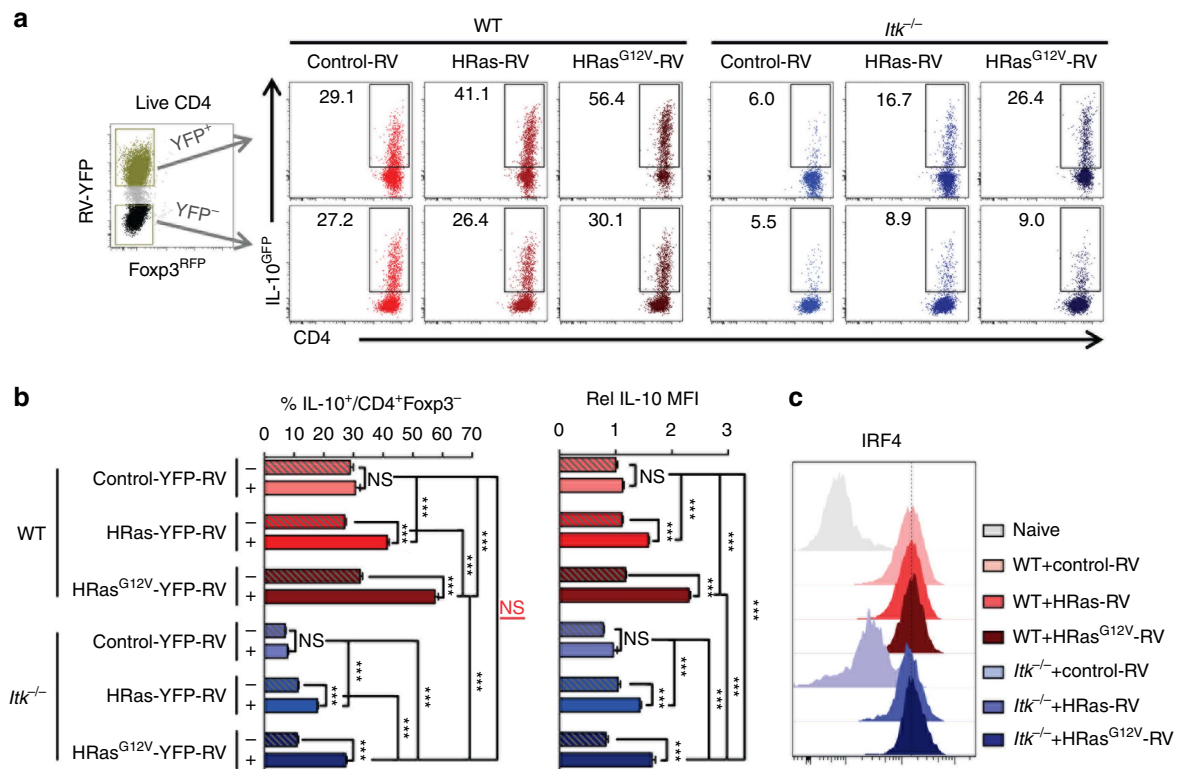 a
WT
Itk–/–
Control-RV
HRas-RV
HRasG12V-RV
Control-RV
HRas-RV
HRasG12V-RV
Live CD4
RV-YFP
YFP+
YFP–
Foxp3RFP
IL-10GFP
29.1
41.1
56.4
6.0
16.7
26.4
27.2
26.4
30.1
5.5
8.9
9.0
CD4
b
% IL-10+/CD4+Foxp3–
0 10 20 30 40 50 60 70
Rel IL-10 MFI
0 1 2 3
WT
Control-YFP-RV
–
+
HRas-YFP-RV
–
+
HRasG12V-YFP-RV
–
+
Itk–/–
Control-YFP-RV
–
+
HRas-YFP-RV
–
+
HRasG12V-YFP-RV
–
+
NS
***
***
***
***
***
NS
***
***
***
***
***
***
NS
NS
***
***
***
***
NS
***
***
***
***
***
c
IRF4
Naive
WT+control-RV
WT+HRas-RV
WT+HRasG12V-RV
Itk–/–+control-RV
Itk–/–+HRas-RV
Itk–/–+HRasG12V-RV